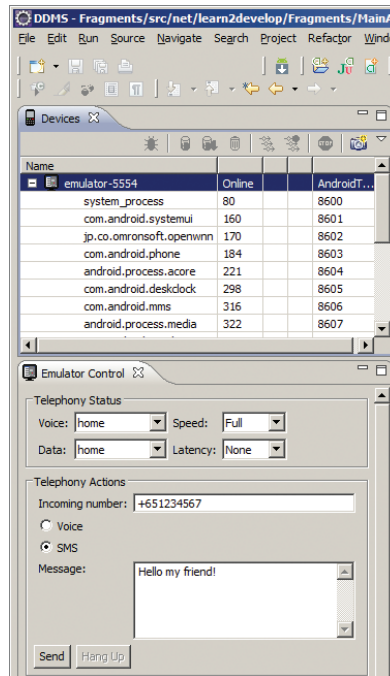 DDMS - Fragments/src/net/learn2develop/Fragments/MainA
File Edit Run Source Navigate Search Project Refactor Windo
Devices
Name
emulator-5554 Online AndroidT...
system_process 80 8600
com.android.systemui 160 8601
jp.co.omronsoft.openwnn 170 8602
com.android.phone 184 8603
android.process.acore 221 8604
com.android.deskclock 298 8605
com.android.mms 316 8606
android.process.media 322 8607
Emulator Control
Telephony Status
Voice: home Speed: Full
Data: home Latency: None
Telephony Actions
Incoming number: +651234567
Voice
SMS
Message: Hello my friend!
Send Hang Up